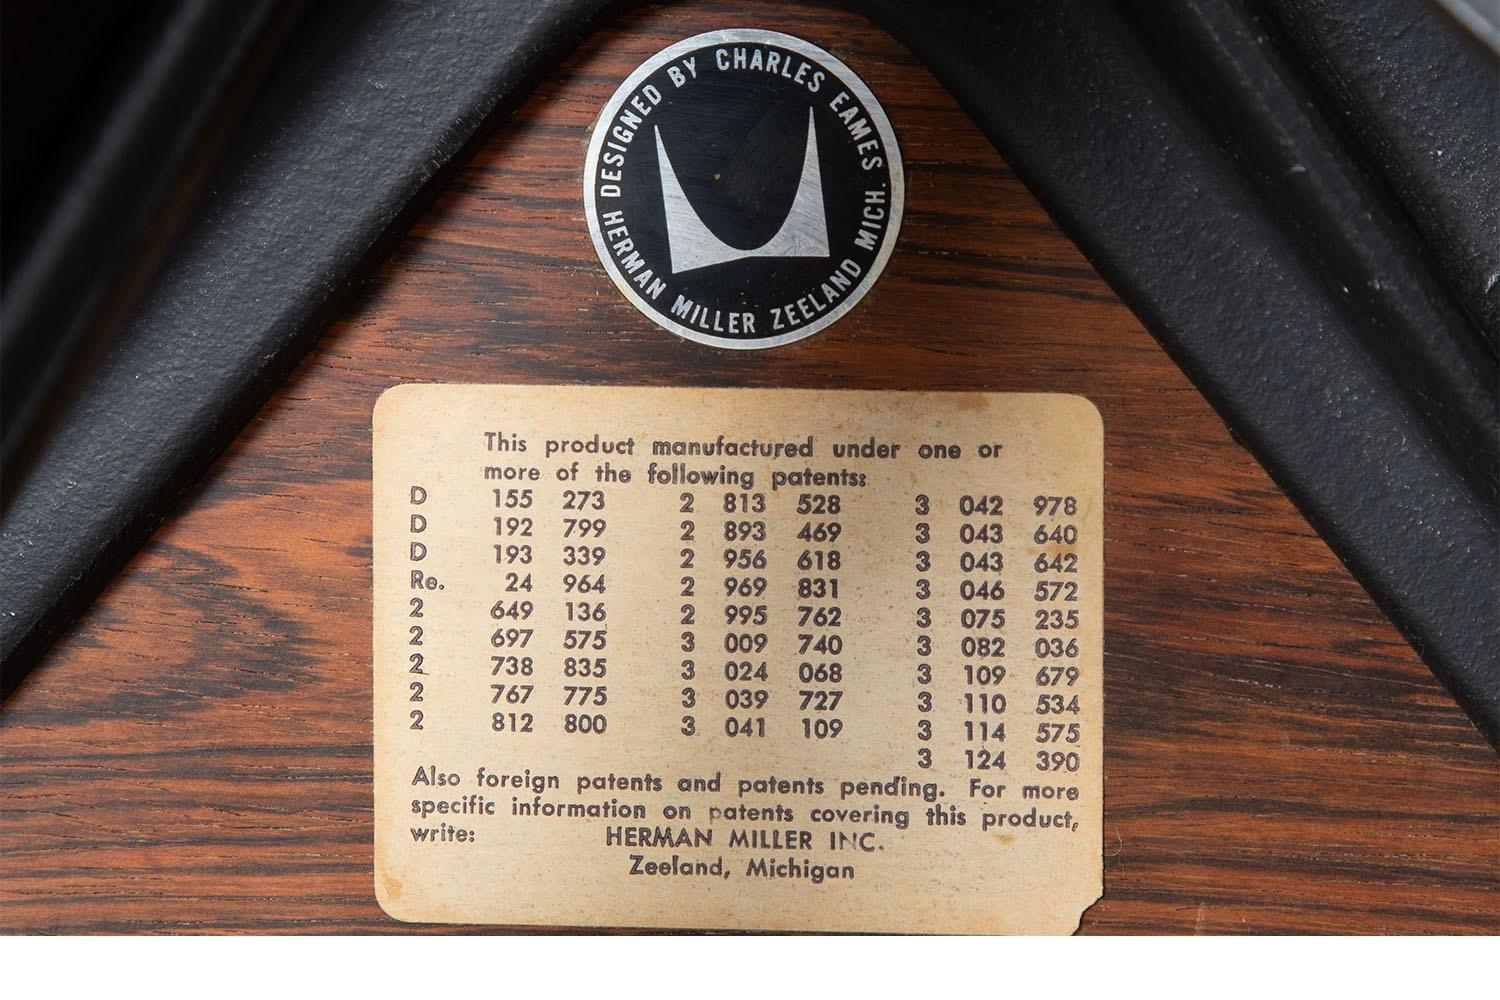 DESIGNED BY CHARLES EAMES
HERMAN MILLER ZEELAND MICH.
This product manufactured under one or
more of the following patents:
D 155 273 2 813 528 3 042 978
D 192 799 2 893 469 3 043 640
D 193 339 2 956 618 3 043 642
Re. 24 964 2 969 831 3 046 572
2 649 136 2 995 762 3 075 235
2 697 575 3 009 740 3 082 036
2 738 835 3 024 068 3 109 679
2 767 775 3 039 727 3 110 534
2 812 800 3 041 109 3 114 575
3 124 390
Also foreign patents and patents pending. For more
specific information on patents covering this product,
write: HERMAN MILLER INC.
Zeeland, Michigan